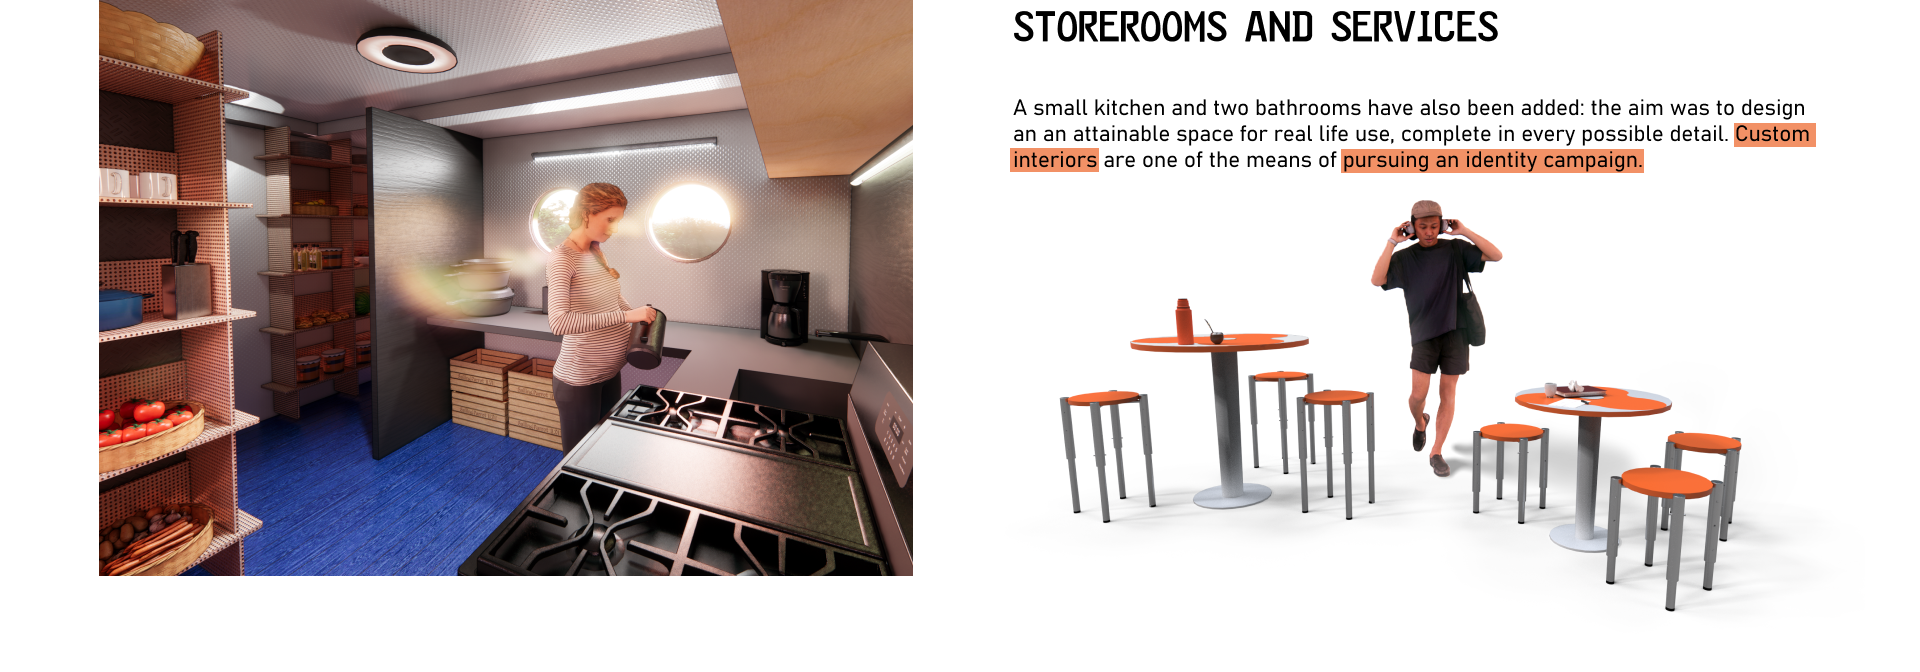 STOREROOMS AND SERVICES
A small kitchen and two bathrooms have also been added: the aim was to design
an an attainable space for real life use, complete in every possible detail. Custom
interiors are one of the means of pursuing an identity campaign.